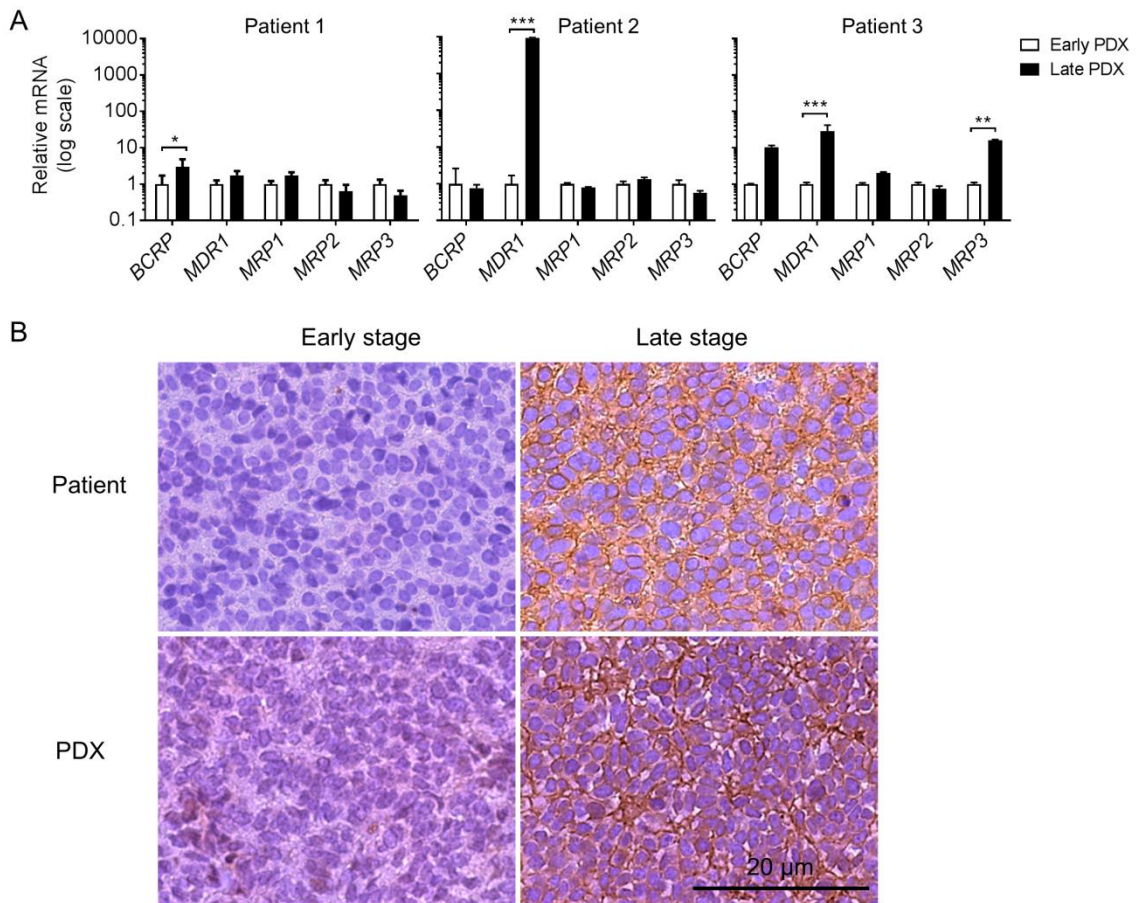 A
Patient 1
Patient 2
Patient 3
Early PDX
Late PDX
Relative mRNA
(log scale)
10000
1000
100
10
1
0.1
*
***
***
**
BCRP
MDR1
MRP1
MRP2
MRP3
BCRP
MDR1
MRP1
MRP2
MRP3
BCRP
MDR1
MRP1
MRP2
MRP3
B
Early stage
Late stage
Patient
PDX
20 µm